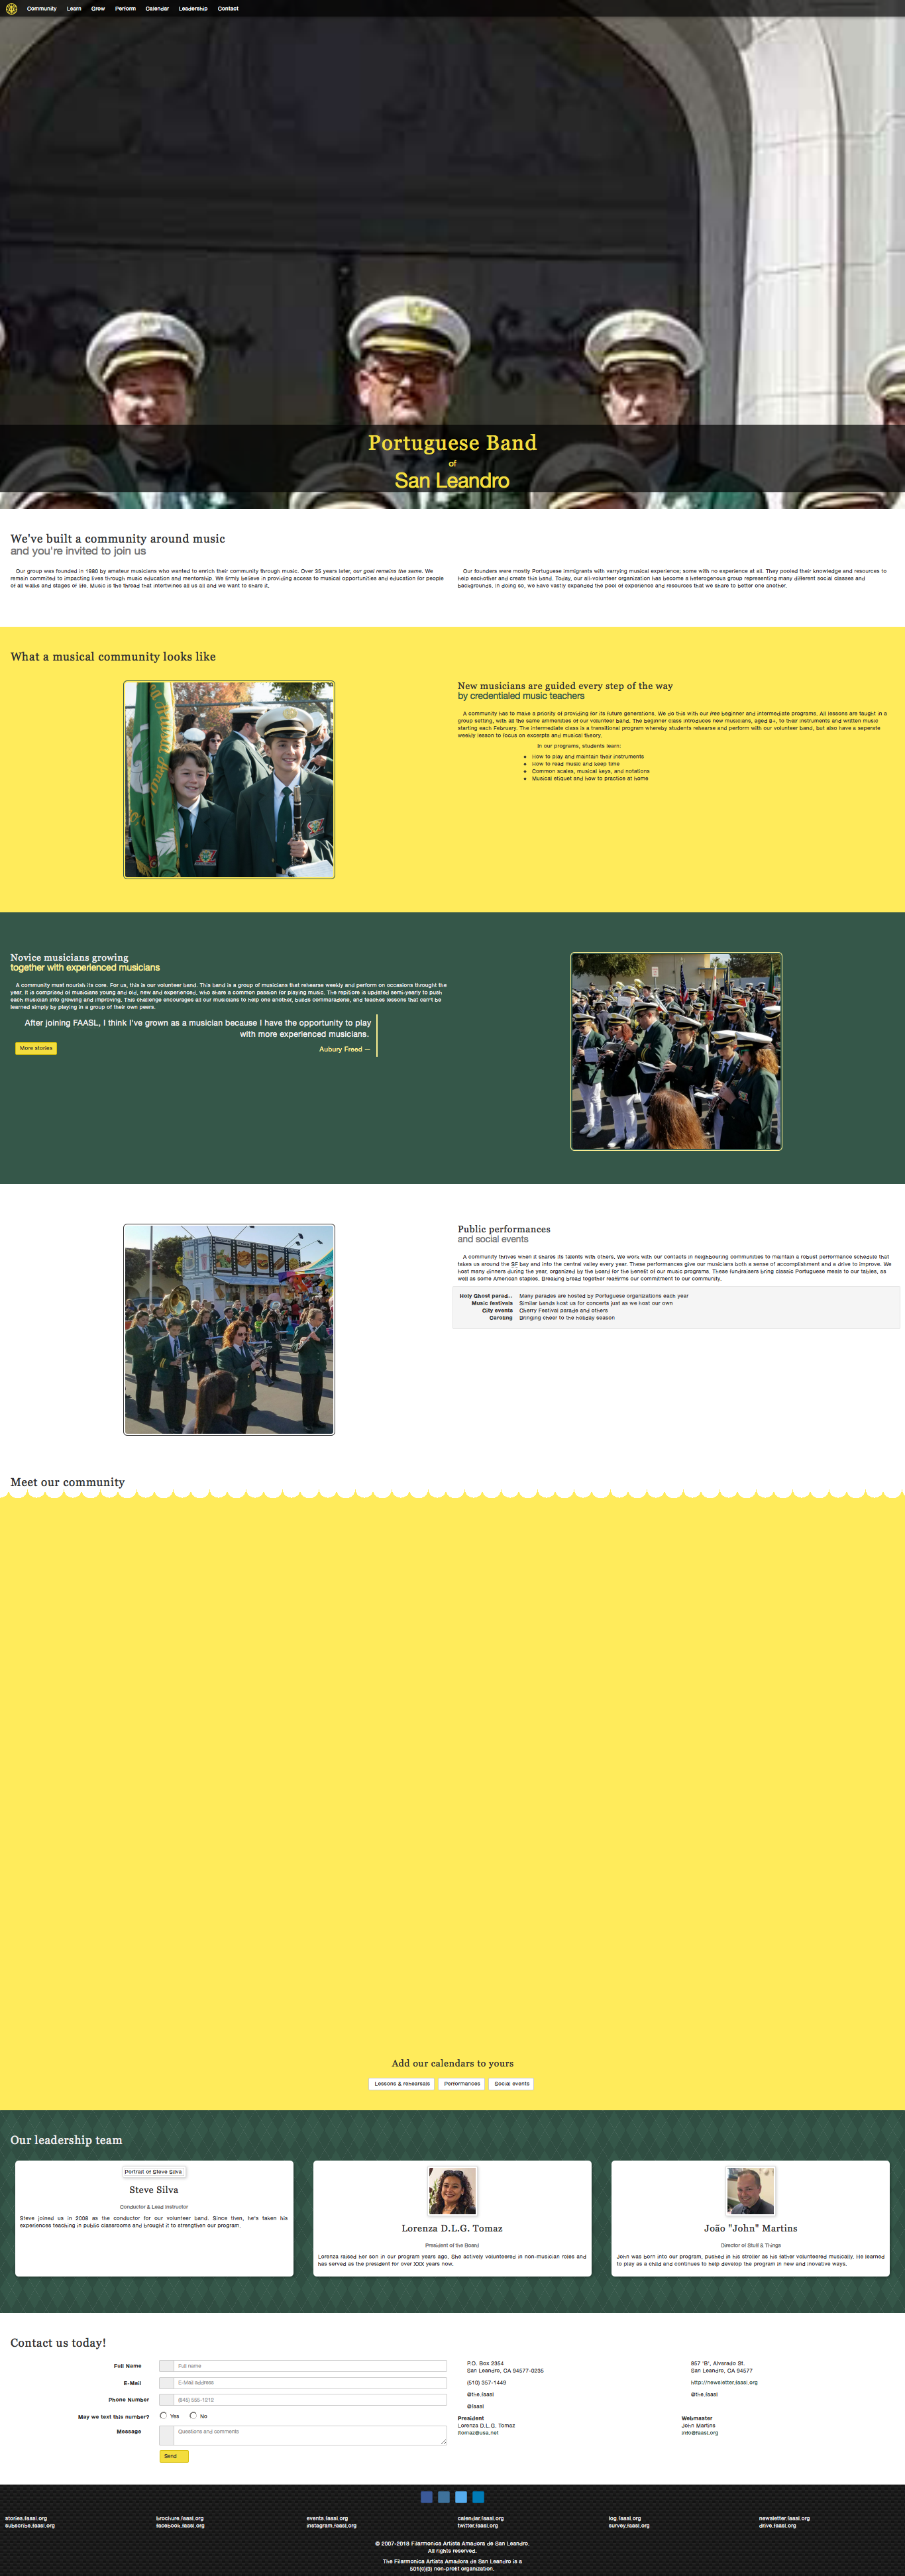 Community Learn Grow Perform Calendar Leadership Contact
Portuguese Band
of
San Leandro
We've built a community around music
and you're invited to join us
Our group was founded in 1980 by amateur musicians who wanted to enrich their community through music. Over 35 years later, our goal remains the same. We
remain committed to impacting lives through music education and mentorship. We firmly believe in providing access to musical opportunities and education for people
of all walks and stages of life. Music is the thread that intertwines all us all and we want to share it.
Our founders were mostly Portuguese immigrants with varying musical experience; some with no experience at all. They pooled their knowledge and resources to
help eachother and create this band. Today, our all-volunteer organization has become a heterogenous group representing many different social classes and
backgrounds. In doing so, we have vastly expanded the pool of experience and resources that we share to better one another.
What a musical community looks like
New musicians are guided every step of the way
by credentialed music teachers
A community has to make a priority of providing for its future generations. We do this with our free beginner and intermediate programs. All lessons are taught in a
group setting, with all the same ammenities of our volunteer band. The beginner class introduces new musicians, aged 8+, to their instruments and written music
starting each February. The intermediate class is a transitional program whereby students rehearse and perform with our volunteer band, but also have a seperate
weekly lesson to focus on excerpts and musical theory.
In our programs, students learn:
How to play and maintain their instruments
How to read music and keep time
Common scales, musical keys, and notations
Musical etiquet and how to practice at home
Novice musicians growing
together with experienced musicians
A community must nourish its core. For us, this is our volunteer band. This band is a group of musicians that rehearse weekly and perform on occasions throughout the
year. It is comprised of musicians young and old, new and experienced, who share a common passion for playing music. The repitiore is updated semi-yearly to push
each musician into growing and improving. This challenge encourages all our musicians to help one another, builds commaraderie, and teaches lessons that can't be
learned simply by playing in a group of their own peers.
After joining FAASL, I think I've grown as a musician because I have the opportunity to play
with more experienced musicians.
Aubury Freed —
More stories
Public performances
and social events
A community thrives when it shares its talents with others. We work with our contacts in neighbouring communities to maintain a robust performance schedule that
takes us around the SF bay and into the central valley every year. These performances give our musicians both a sense of accomplishment and a drive to improve. We
host many dinners during the year, organized by the board for the benefit of our music programs. These fundraisers bring classic Portuguese meals to our tables, as
well as some American staples. Breaking bread together reaffirms our commitment to our community.
Holy Ghost parad... Many parades are hosted by Portuguese organizations each year
Music festivals Similar bands host us for concerts just as we host our own
City events Cherry Festival parade and others
Caroling Bringing cheer to the holiday season
Meet our community
Add our calendars to yours
Lessons & rehearsals Performances Social events
Our leadership team
Portrait of Steve Silva
Steve Silva
Conductor & Lead Instructor
Steve joined us in 2008 as the conductor for our volunteer band. Since then, he's taken his
experiences teaching in public classrooms and brought it to strengthen our program.
Lorenza D.L.G. Tomaz
President of the Board
Lorenza raised her son in our program years ago. She actively volunteered in non-musician roles and
has served as the president for over XXX years now.
João "John" Martins
Director of Stuff & Things
John was born into our program, pushed in his stroller as his father volunteered musically. He learned
to play as a child and continues to help develop the program in new and inovative ways.
Contact us today!
Full Name Full name
E-Mail E-Mail address
Phone Number (845) 555-1212
May we text this number? Yes No
Message Questions and comments
Send
P.O. Box 2354
San Leandro, CA 94577-0235
(510) 357-1449
@the.faasl
@faasl
President
Lorenza D.L.G. Tomaz
ltomaz@usa.net
957 'B', Alvarado St.
San Leandro, CA 94577
http://newsletter.faasl.org
@the.faasl
Webmaster
John Martins
info@faasl.org
stories.faasl.org brochure.faasl.org events.faasl.org calendar.faasl.org log.faasl.org newsletter.faasl.org
subscribe.faasl.org facebook.faasl.org instagram.faasl.org twitter.faasl.org survey.faasl.org drive.faasl.org
© 2007-2018 Filarmonica Artista Amadora de San Leandro.
All rights reserved.
The Filarmonica Artista Amadora de San Leandro is a
501(c)(3) non-profit organization.